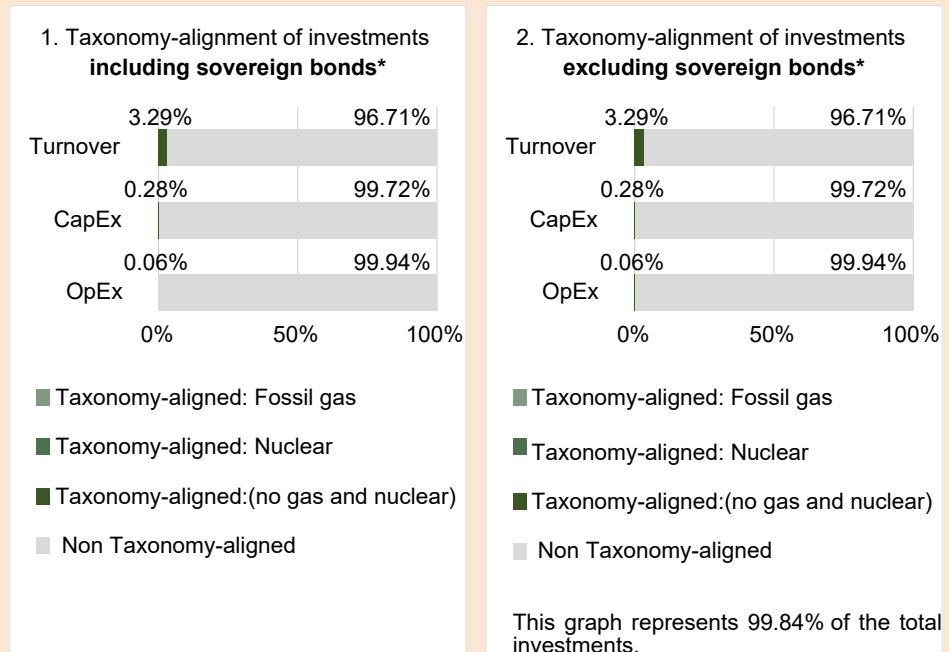 1. Taxonomy-alignment of investments
including sovereign bonds*
3.29% 96.71%
Turnover
0.28% 99.72%
CapEx
0.06% 99.94%
OpEx
0% 50% 100%
Taxonomy-aligned: Fossil gas
Taxonomy-aligned: Nuclear
Taxonomy-aligned:(no gas and nuclear)
Non Taxonomy-aligned
2. Taxonomy-alignment of investments
excluding sovereign bonds*
3.29% 96.71%
Turnover
0.28% 99.72%
CapEx
0.06% 99.94%
OpEx
0% 50% 100%
Taxonomy-aligned: Fossil gas
Taxonomy-aligned: Nuclear
Taxonomy-aligned:(no gas and nuclear)
Non Taxonomy-aligned
This graph represents 99.84% of the total
investments.